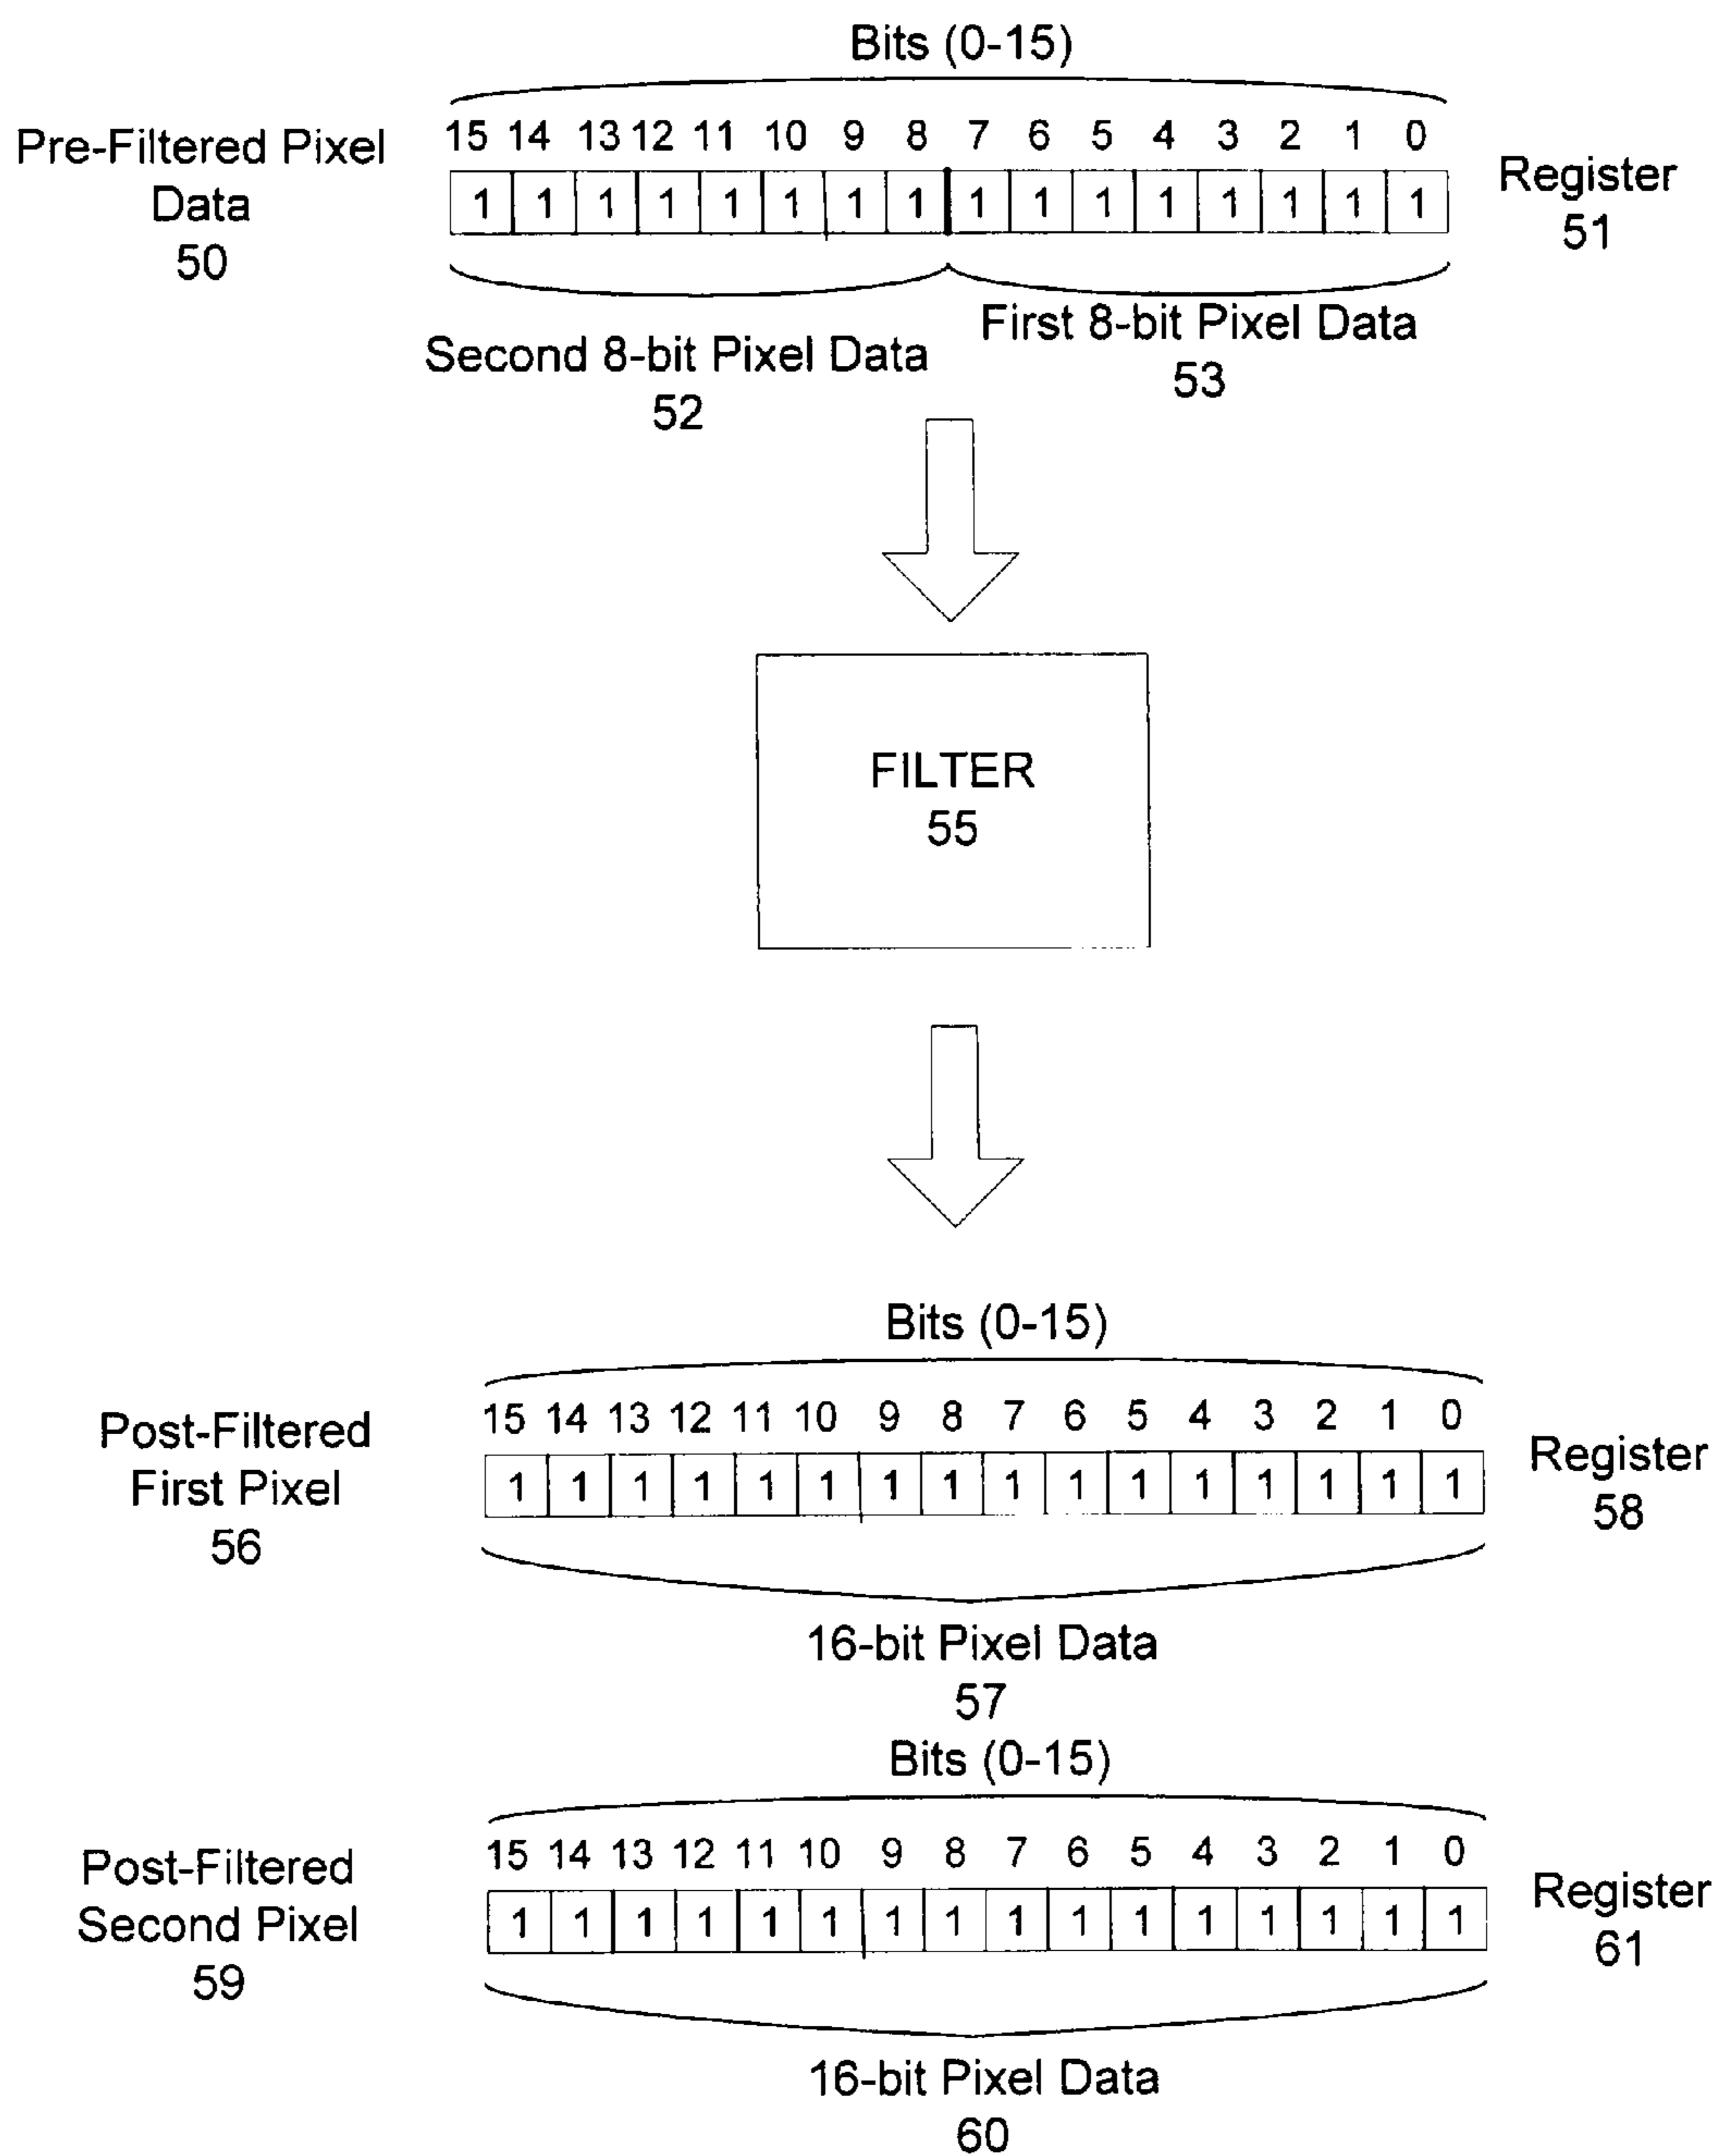 Bits (0-15)
Pre-Filtered Pixel
Data
50
15 14 13 12 11 10 9 8 7 6 5 4 3 2 1 0
1 1 1 1 1 1 1 1 1 1 1 1 1 1 1 1
Register
51
Second 8-bit Pixel Data
52
First 8-bit Pixel Data
53
FILTER
55
Bits (0-15)
Post-Filtered
First Pixel
56
15 14 13 12 11 10 9 8 7 6 5 4 3 2 1 0
1 1 1 1 1 1 1 1 1 1 1 1 1 1 1 1
Register
58
16-bit Pixel Data
57
Bits (0-15)
Post-Filtered
Second Pixel
59
15 14 13 12 11 10 9 8 7 6 5 4 3 2 1 0
1 1 1 1 1 1 1 1 1 1 1 1 1 1 1 1
Register
61
16-bit Pixel Data
60